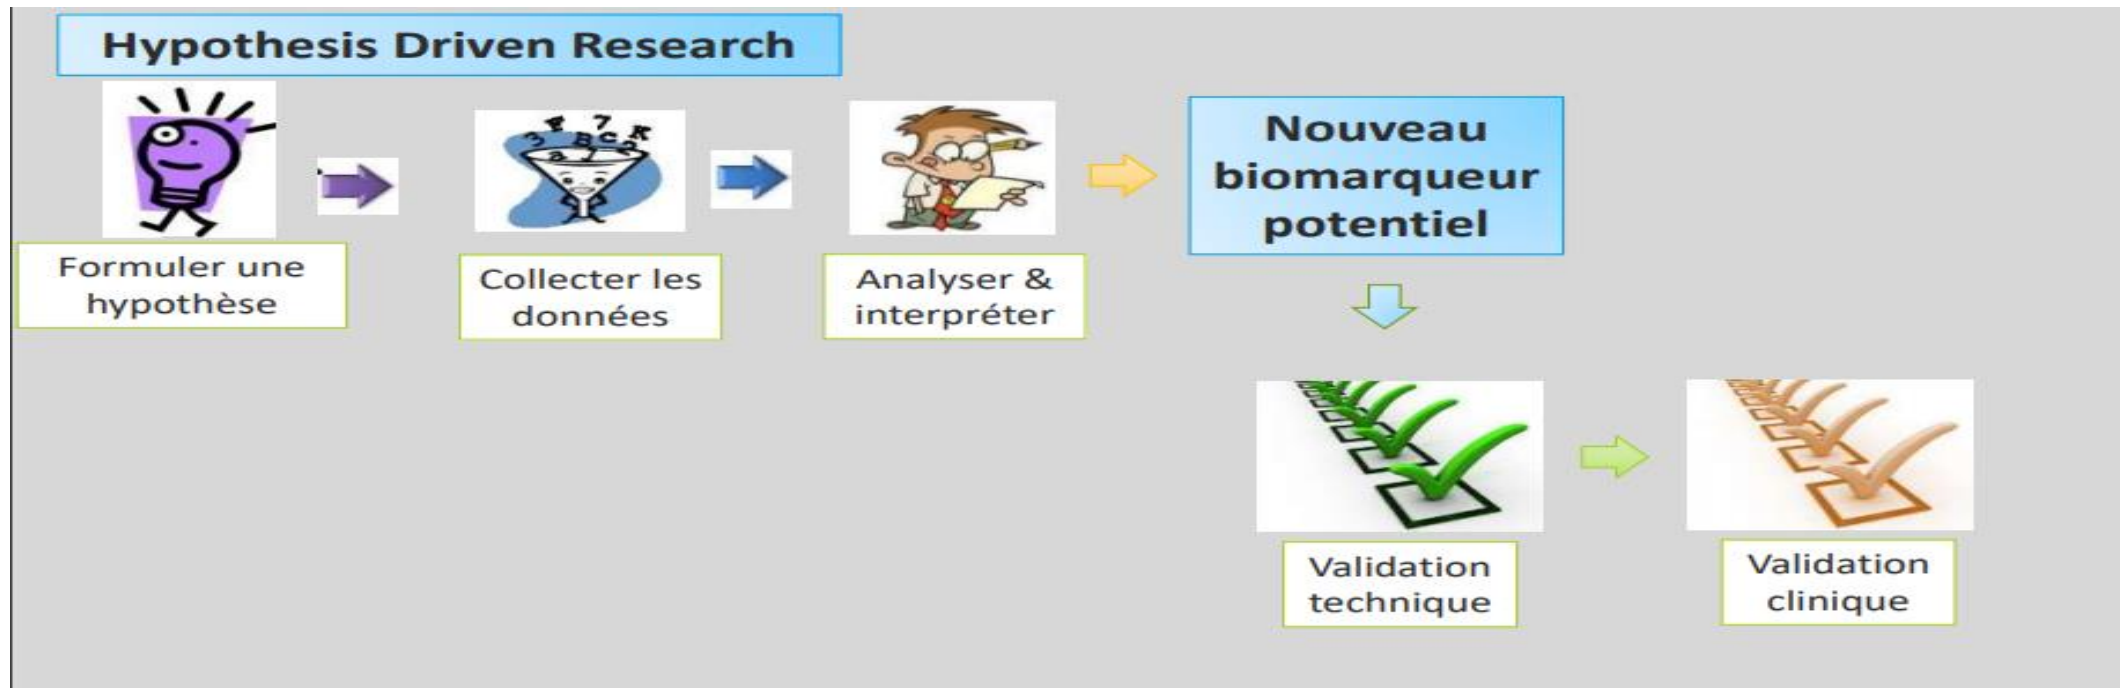 Hypothesis Driven Research
Formuler une
hypothèse
Collecter les
données
Analyser &
interpréter
Nouveau
biomarqueur
potentiel
Validation
technique
Validation
clinique